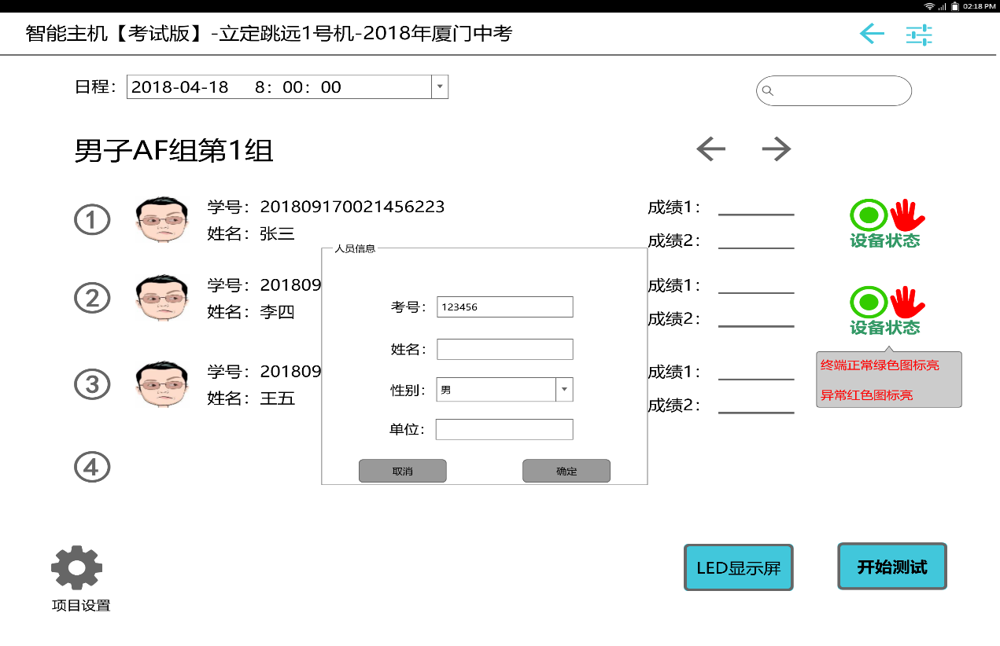 02:18 PM
智能主机【考试版】-立定跳远1号机-2018年厦门中考
日程： 2018-04-18 8：00：00
男子AF组第1组
1 学号：201809170021456223 成绩1：
姓名：张三 成绩2：
设备状态
人员信息
2 学号：201809 成绩1：
姓名：李四 成绩2：
设备状态
考号： 123456
姓名：
终端正常绿色图标亮
异常红色图标亮
3 学号：201809 成绩1：
姓名：王五 成绩2：
性别： 男
单位：
取消 确定
4
项目设置
LED显示屏
开始测试